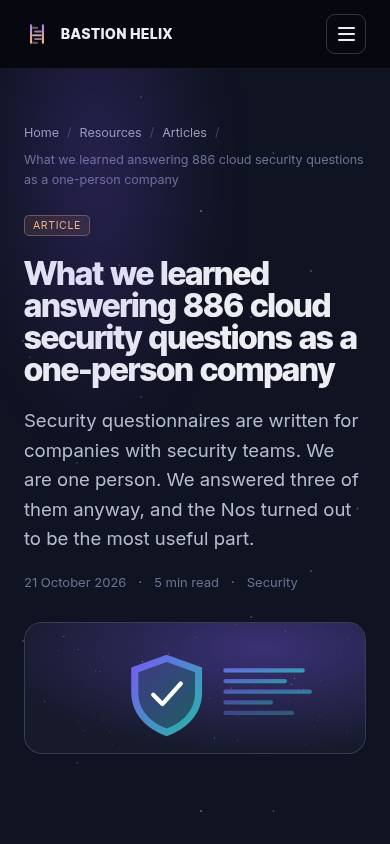 BASTION HELIX
Home / Resources / Articles /
What we learned answering 886 cloud security questions
as a one-person company
ARTICLE
What we learned
answering 886 cloud
security questions as a
one-person company
Security questionnaires are written for
companies with security teams. We
are one person. We answered three of
them anyway, and the Nos turned out
to be the most useful part.
21 October 2026 · 5 min read · Security